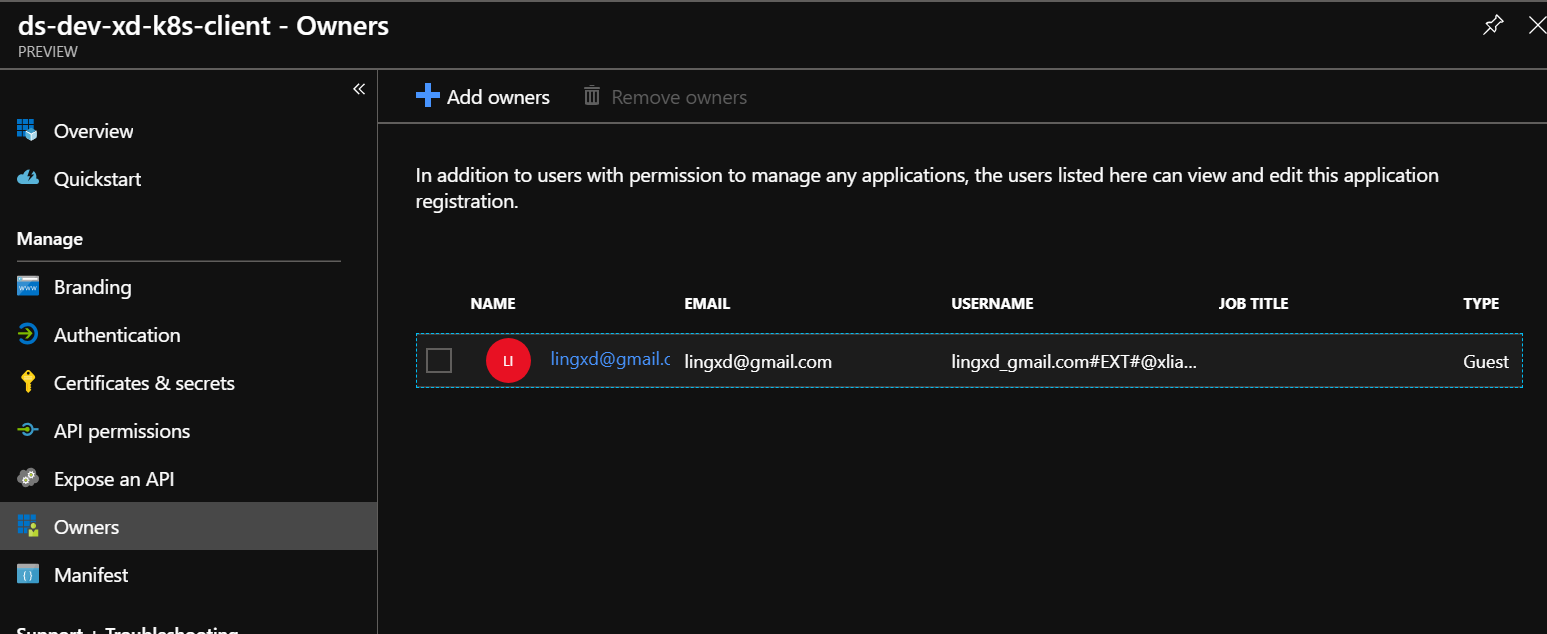 ds-dev-xd-k8s-client - Owners
PREVIEW
Overview
Quickstart
Manage
Branding
Authentication
Certificates & secrets
API permissions
Expose an API
Owners
Manifest
Support + Troubleshooting
Add owners Remove owners
In addition to users with permission to manage any applications, the users listed here can view and edit this application
registration.
NAME EMAIL USERNAME JOB TITLE TYPE
LI lingxd@gmail.c lingxd@gmail.com lingxd_gmail.com#EXT#@xlia... Guest